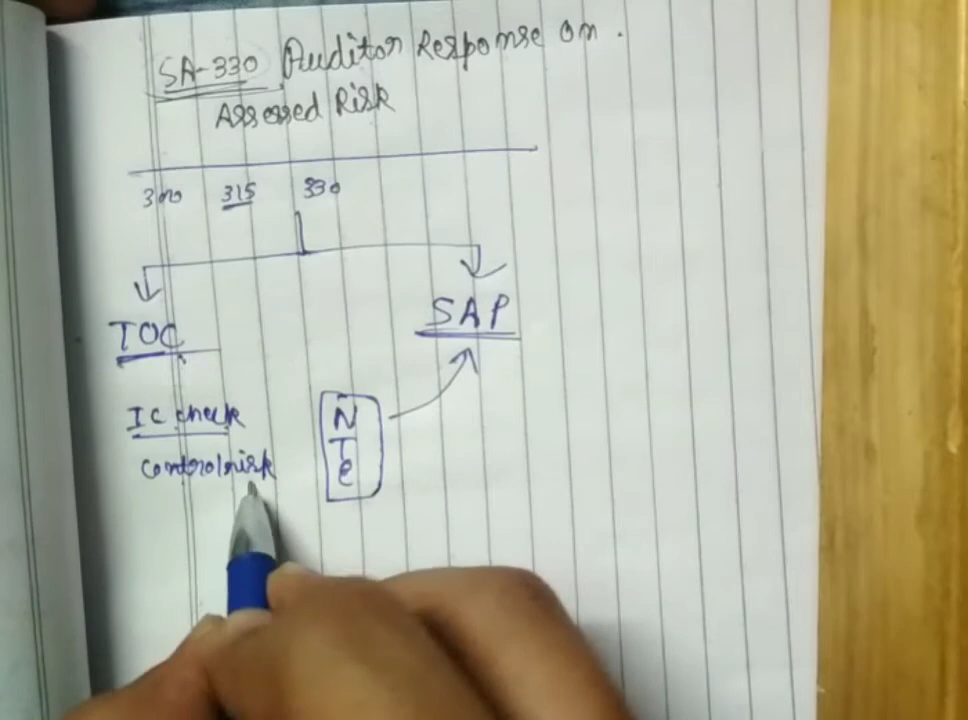 SA-330 Auditor Response on .
Assessed Risk
300 315 330
TOC
SAP
IC check
Control risk
N
T
E